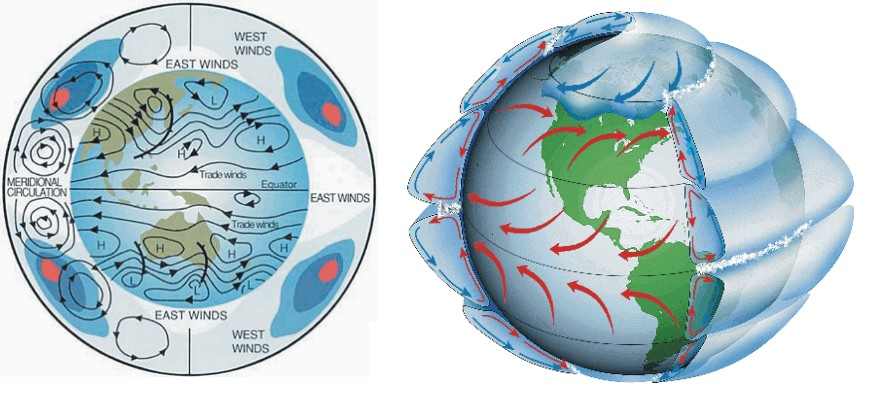 WEST
WINDS
EAST WINDS
L
H
H
H
Trade winds
MERIDIONAL
CIRCULATION
Equator
EAST WINDS
Trade winds
H
H
H
H
L
L
L
EAST WINDS
WEST
WINDS